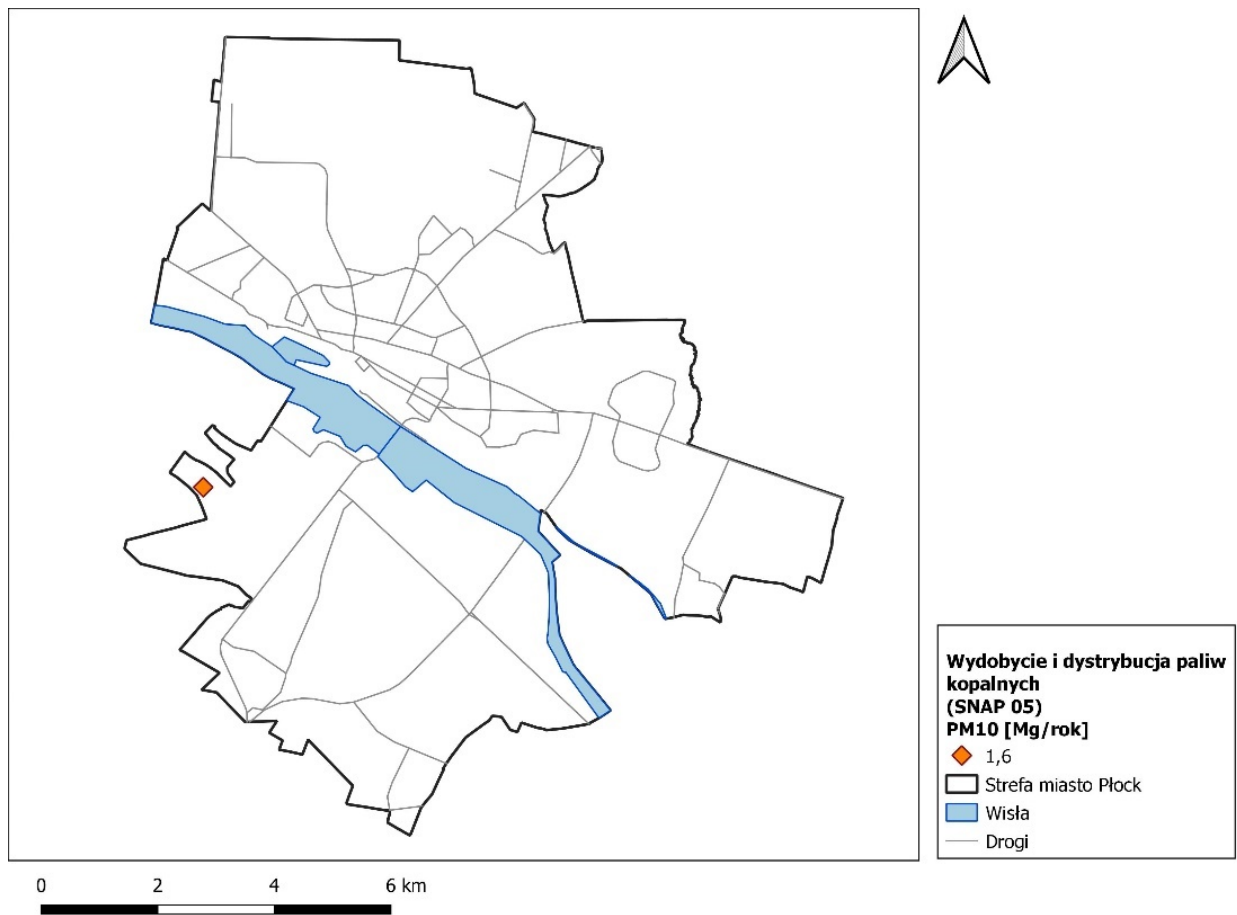 Wydobycie i dystrybucja paliw
kopalnych
(SNAP 05)
PM10 [Mg/rok]
1,6
Strefa miasto Płock
Wisła
Drogi
0 2 4 6 km